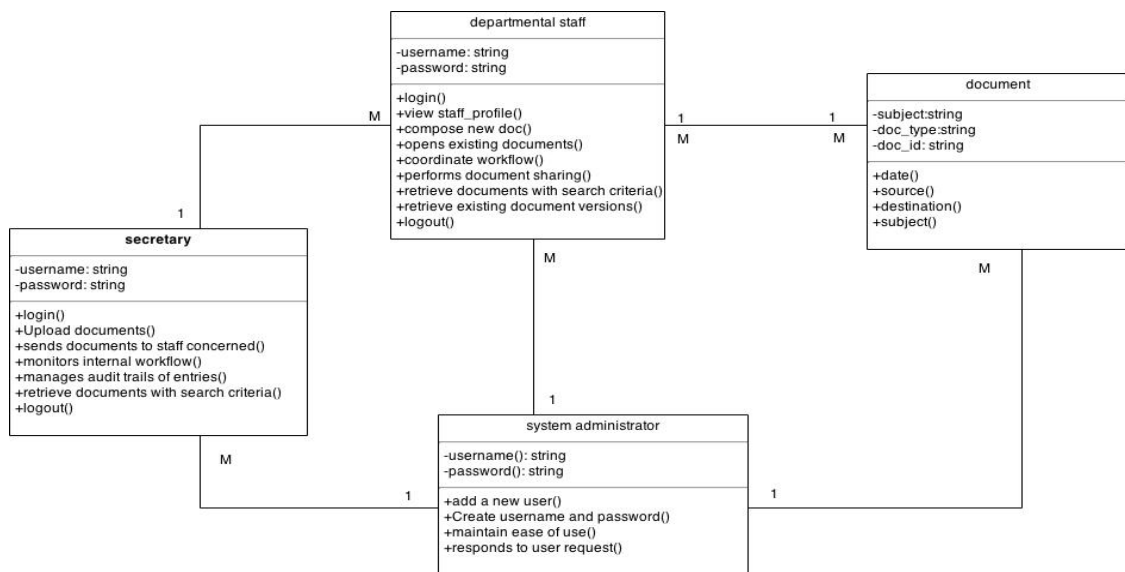 departmental staff
-username: string
-password: string
+login()
+view staff_profile()
+compose new doc()
+opens existing documents()
+coordinate workflow()
+performs document sharing()
+retrieve documents with search criteria()
+retrieve existing document versions()
+logout()
document
-subject:string
-doc_type:string
-doc_id: string
+date()
+source()
+destination()
+subject()
M
1
1
M
M
1
M
M
secretary
-username: string
-password: string
+login()
+Upload documents()
+sends documents to staff concerned()
+monitors internal workflow()
+manages audit trails of entries()
+retrieve documents with search criteria()
+logout()
1
M
1
1
system administrator
-username(): string
-password(): string
+add a new user()
+Create username and password()
+maintain ease of use()
+responds to user request()